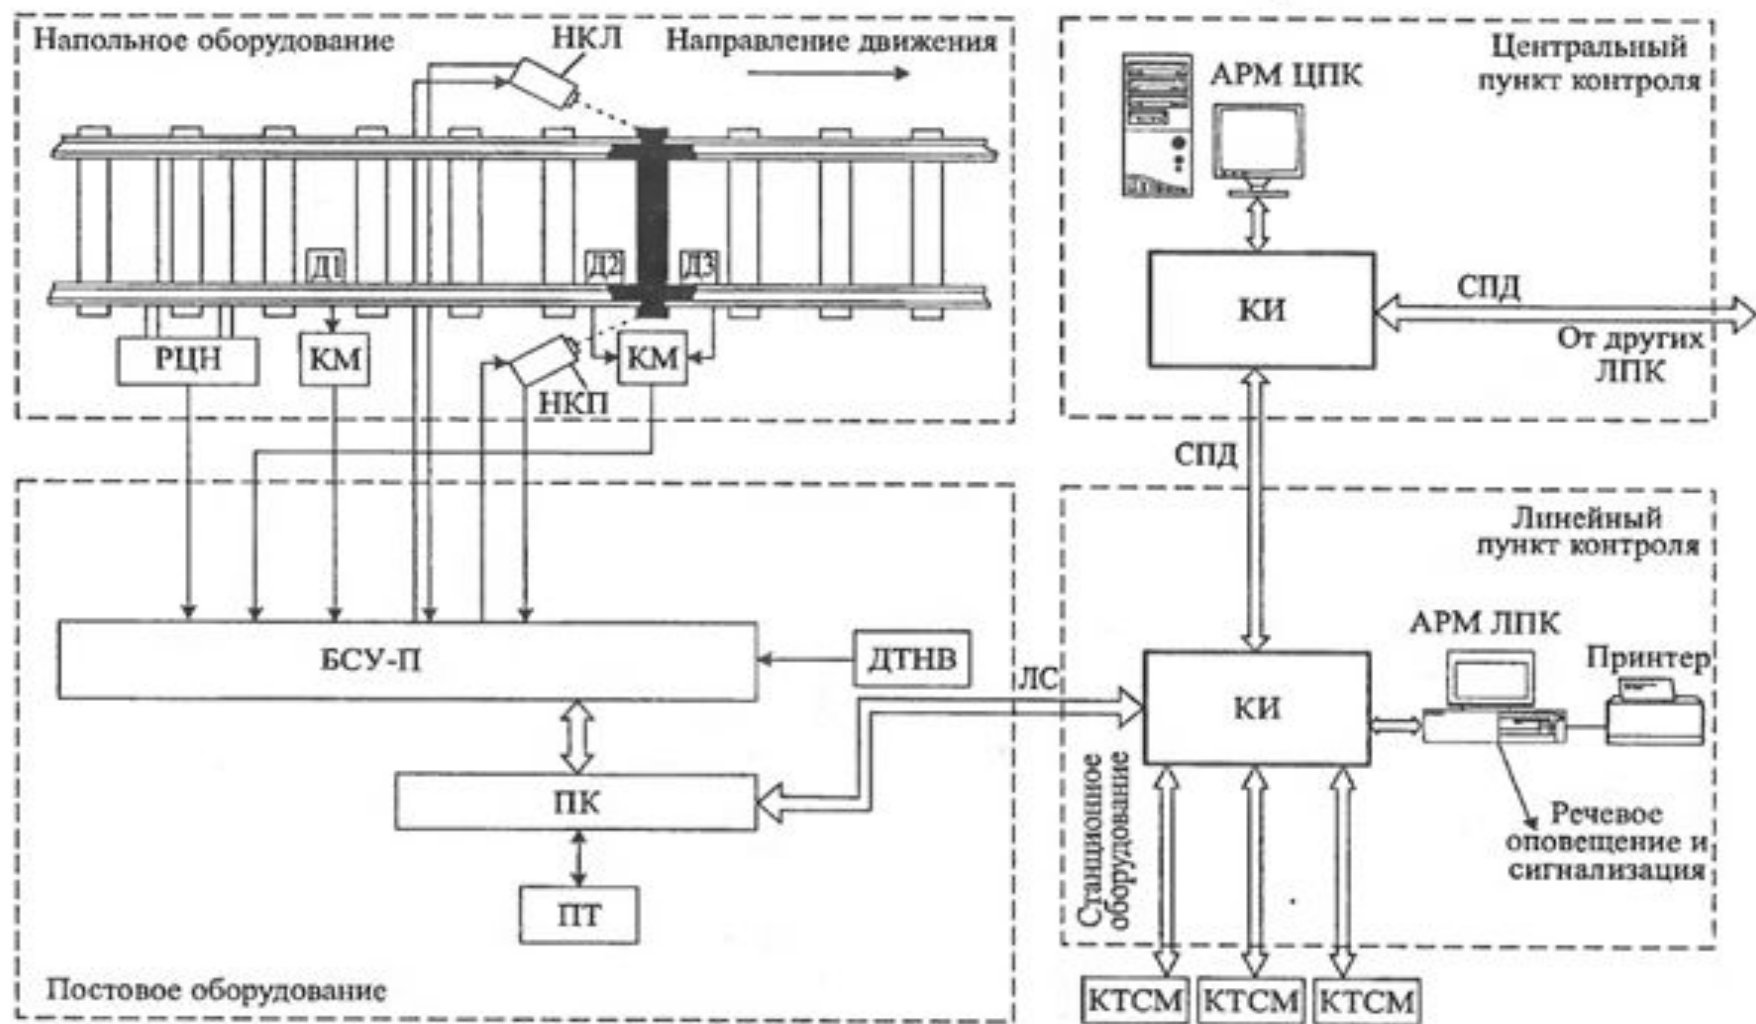 Напольное оборудование
НКЛ
Направление движения
Д1
Д2
Д3
РЦН
КМ
НКП
КМ
Центральный
пункт контроля
АРМ ЦПК
КИ
СПД
От других
ЛПК
СПД
БСУ-П
ДТНВ
ПК
ПТ
Постовое оборудование
ЛС
Линейный
пункт контроля
АРМ ЛПК
Принтер
КИ
Станционное
оборудование
Речевое
оповещение и
сигнализация
КТСМ
КТСМ
КТСМ